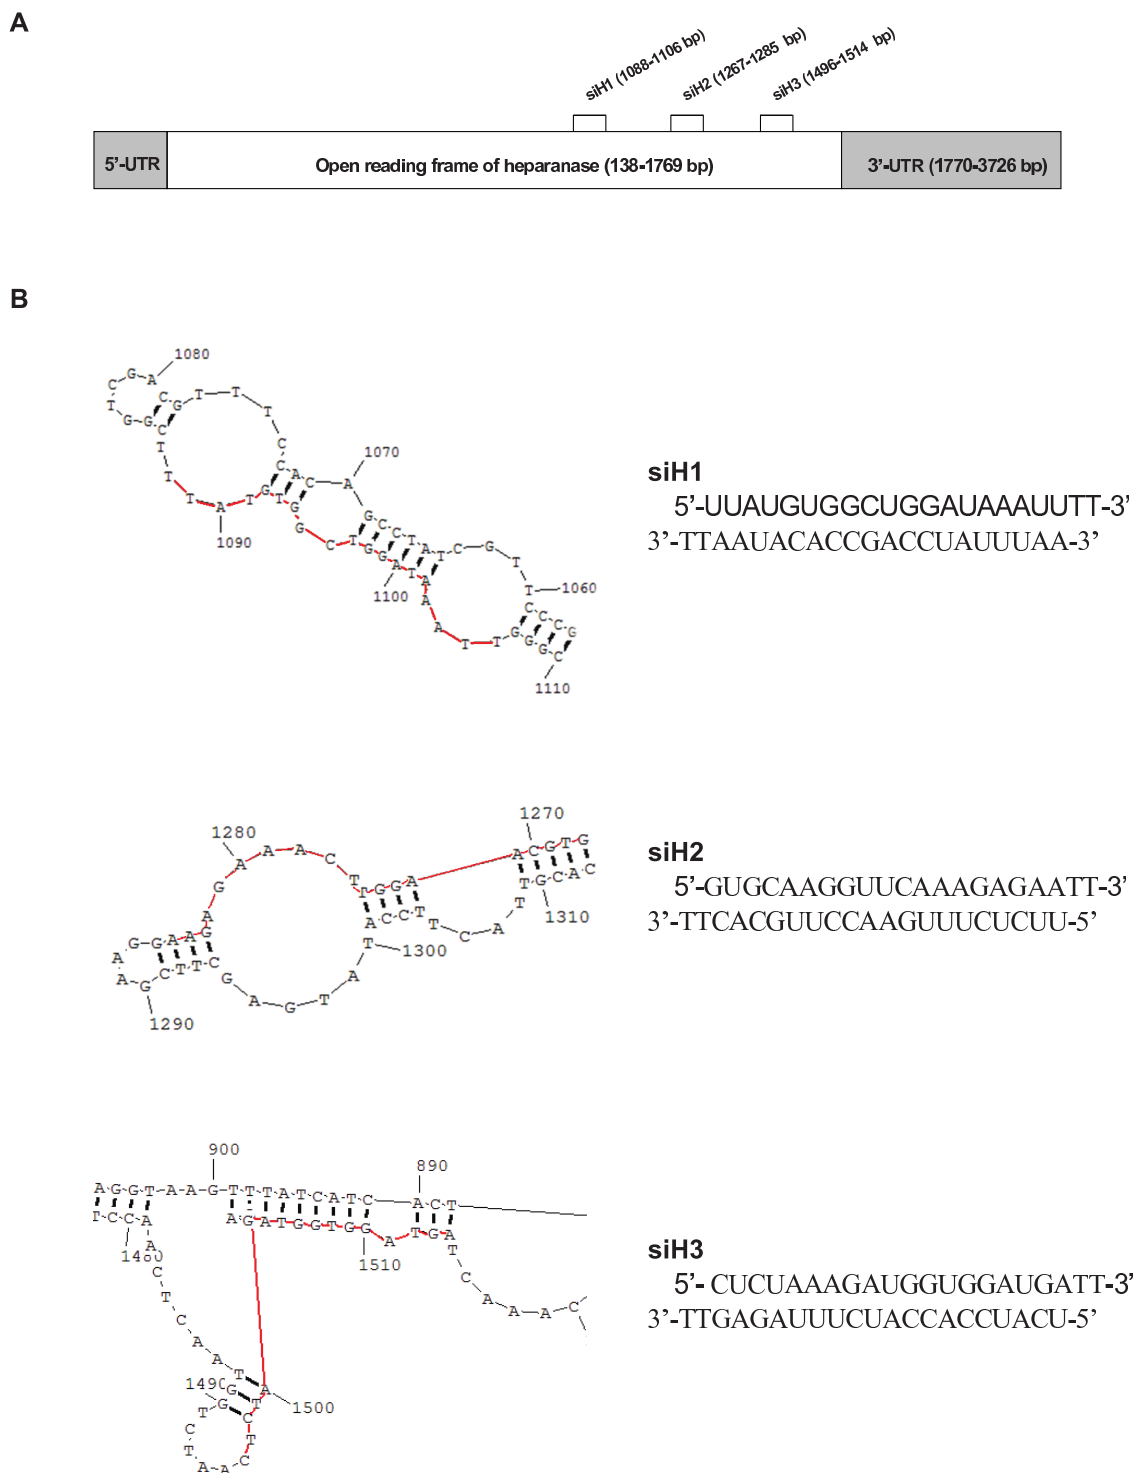 A
siH1 (1088-1106 bp)
siH2 (1267-1285 bp)
siH3 (1496-1514 bp)
5’-UTR
Open reading frame of heparanase (138-1769 bp)
3’-UTR (1770-3726 bp)
B
1080
1070
1090
1100
1060
1110
siH1
5’-UUAUGUGGCUGGAUAAAUUTT-3’
3’-TTAAUACACCGACCUAUUUAA-3’
1280
1270
1310
1300
1290
siH2
5’-GUGCAAGGUUCAAAGAGAATT-3’
3’-TTCACGUUCCAAGUUUCUCUU-5’
900
890
AGGTAAGTTTATCATCACT
1480
1510
1490
1500
siH3
5’- CUCUAAAGAUGGUGGAUGATT-3’
3’-TTGAGAUUUCUACCACCUACU-5’